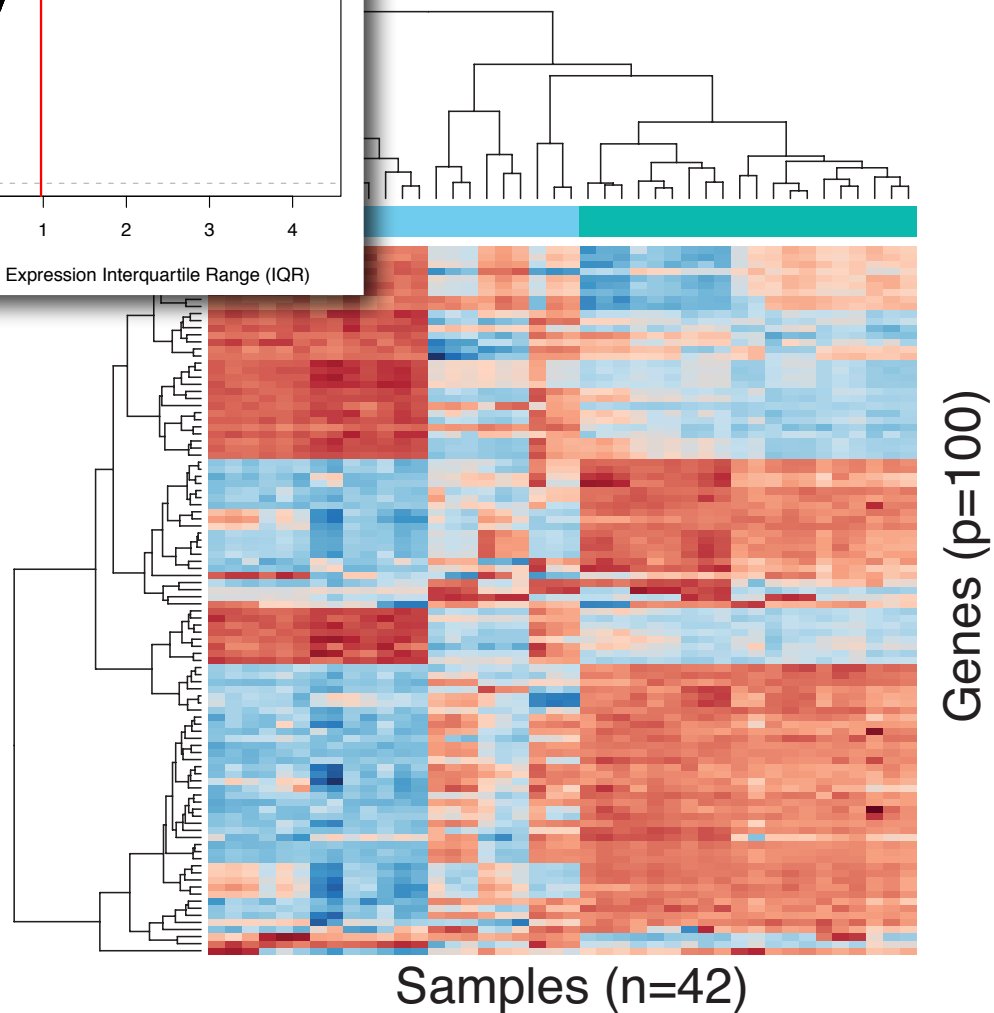 1 2 3 4
Expression Interquartile Range (IQR)
Genes (p=100)
Samples (n=42)